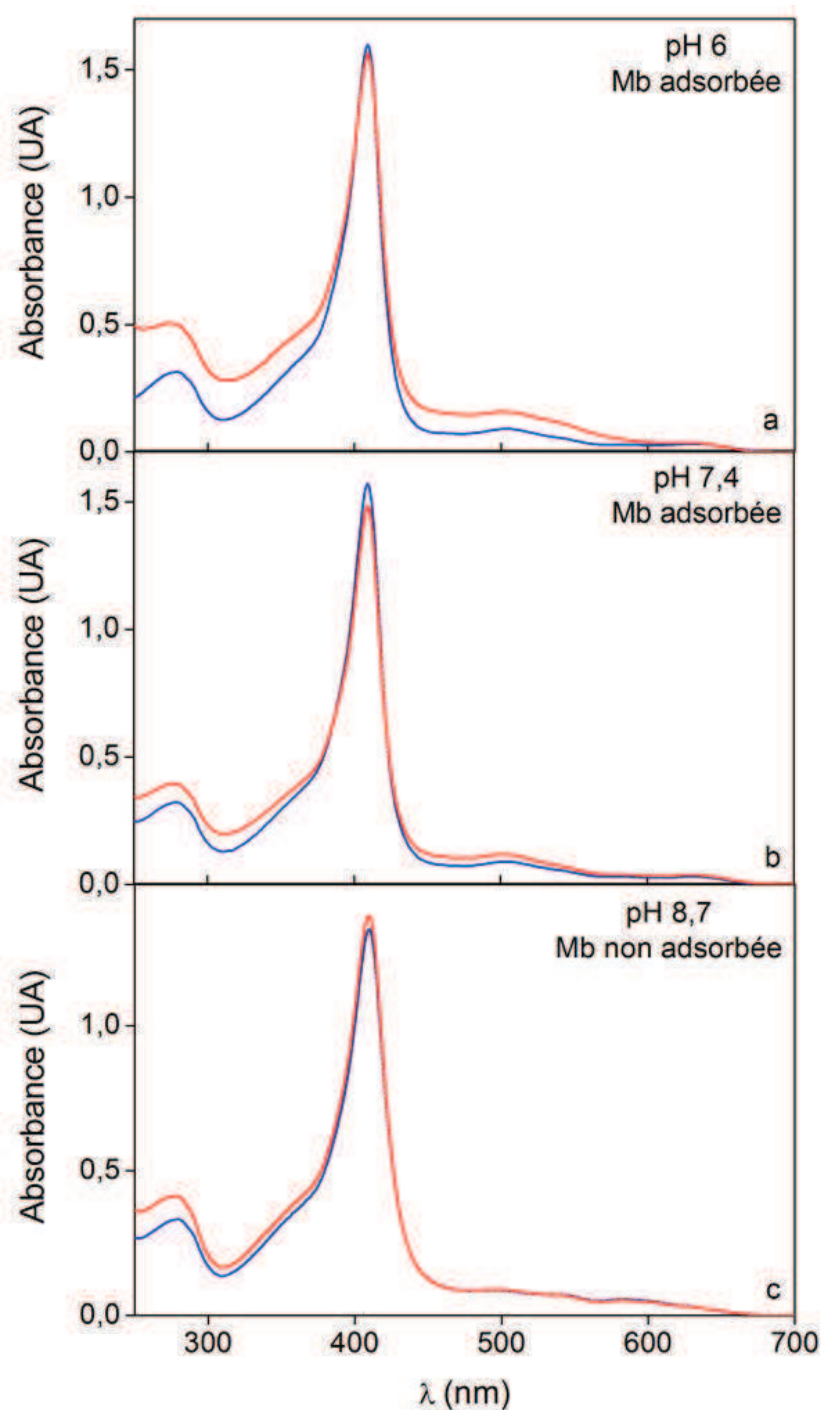 pH 6
Mb adsorbée
1,5
1,0
0,5
0,0
Absorbance (UA)
a
pH 7,4
Mb adsorbée
1,5
1,0
0,5
0,0
Absorbance (UA)
b
pH 8,7
Mb non adsorbée
1,0
0,5
0,0
Absorbance (UA)
c
300 400 500 600 700
λ (nm)